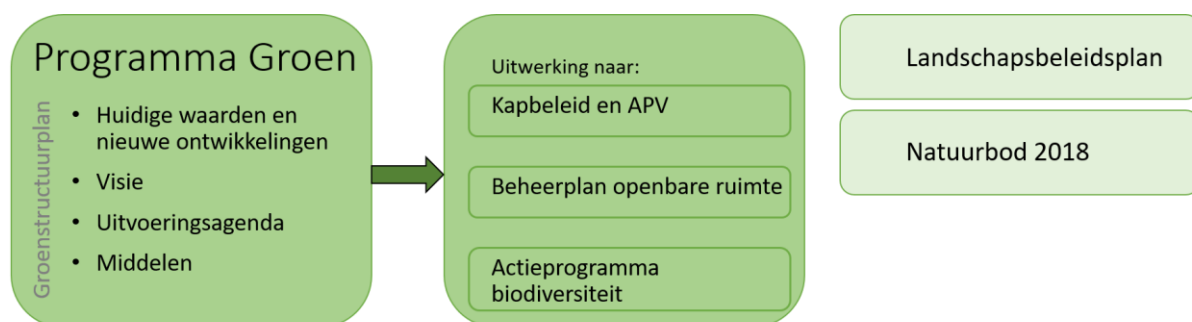 Programma Groen
Groenstructuurplan
• Huidige waarden en
nieuwe ontwikkelingen
• Visie
• Uitvoeringsagenda
• Middelen
Uitwerking naar:
Kapbeleid en APV
Beheerplan openbare ruimte
Actieprogramma
biodiversiteit
Landschapsbeleidsplan
Natuurbod 2018